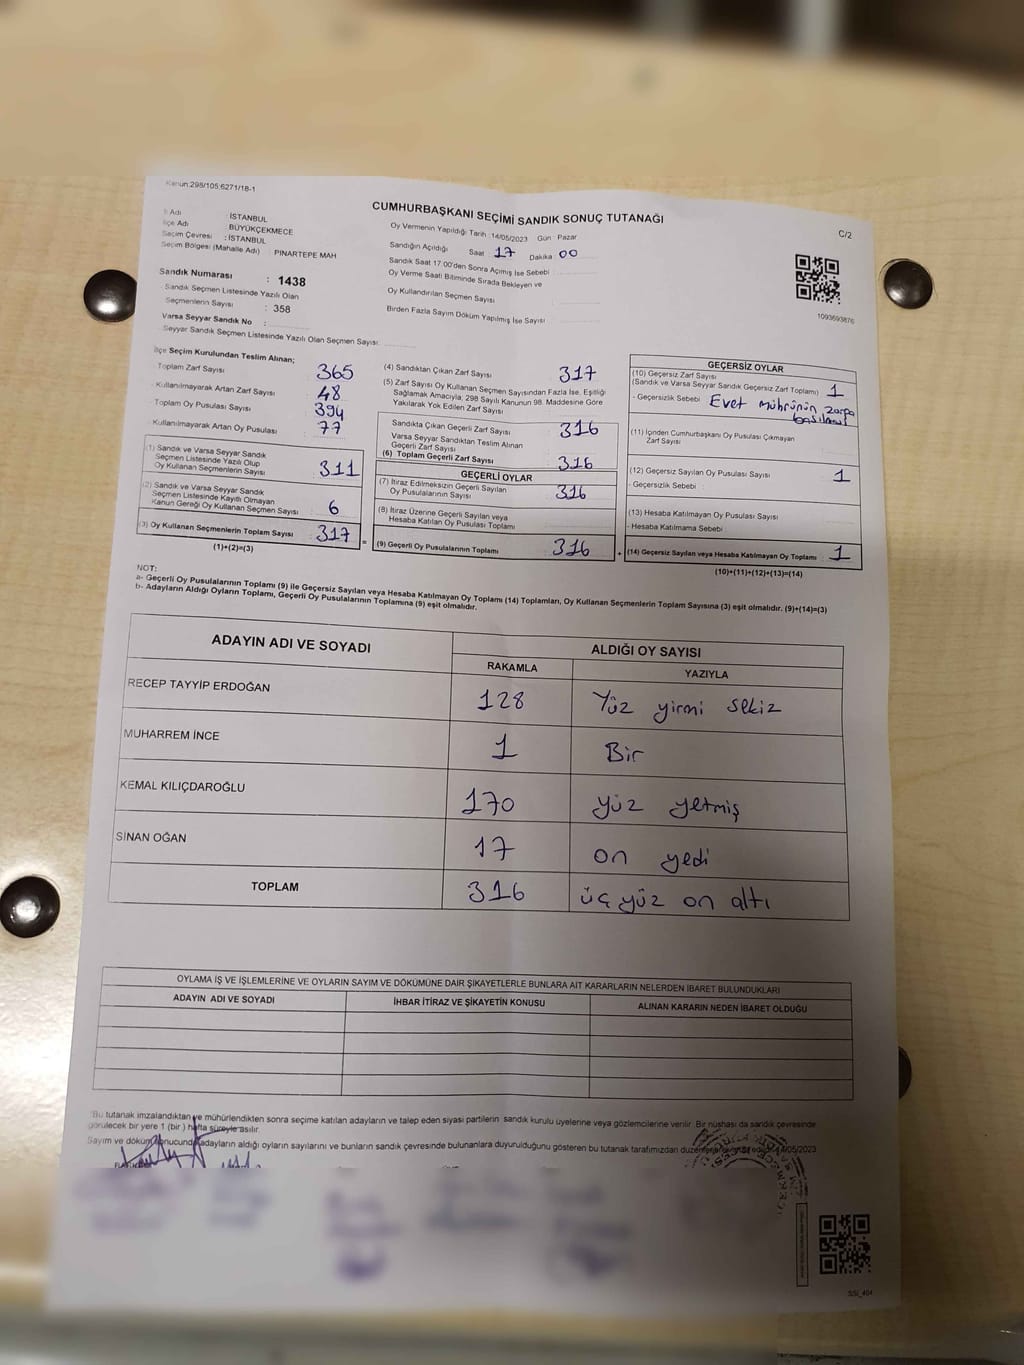 Kanun:298/105;6271/18-1
CUMHURBAŞKANI SEÇİMİ SANDIK SONUÇ TUTANAĞI
C/2
İl Adı : İSTANBUL
İlçe Adı : BÜYÜKÇEKMECE
Seçim Çevresi : İSTANBUL
Seçim Bölgesi (Mahalle Adı) PINARTEPE MAH
Sandık Numarası : 1438
Sandık Seçmen Listesinde Yazılı Olan
Seçmenlerin Sayısı : 358
Varsa Seyyar Sandık No :
Seyyar Sandık Seçmen Listesinde Yazılı Olan Seçmen Sayısı:
Oy Vermenin Yapıldığı Tarih :14/05/2023 Gün : Pazar
Sandığın Açıldığı Saat : 17 Dakika : 00
Sandık Saat 17.00'den Sonra Açılmış İse Sebebi :
Oy Verme Saati Bitiminde Sırada Bekleyen ve
Oy Kullandırılan Seçmen Sayısı :
Birden Fazla Sayım Döküm Yapılmış İse Sayısı :
1093693876
İlçe Seçim Kurulundan Teslim Alınan;
Toplam Zarf Sayısı : 365
Kullanılmayarak Artan Zarf Sayısı : 48
Toplam Oy Pusulası Sayısı : 394
Kullanılmayarak Artan Oy Pusulası : 77
(1) Sandık ve Varsa Seyyar Sandık
Seçmen Listesinde Yazılı Olup
Oy Kullanan Seçmenlerin Sayısı : 311
(2) Sandık ve Varsa Seyyar Sandık
Seçmen Listesinde Kayıtlı Olmayan
Kanun Gereği Oy Kullanan Seçmen Sayısı : 6
(3) Oy Kullanan Seçmenlerin Toplam Sayısı : 317
(1)+(2)=(3)
(4) Sandıktan Çıkan Zarf Sayısı : 317
(5) Zarf Sayısı Oy Kullanan Seçmen Sayısından Fazla İse, Eşitliği
Sağlamak Amacıyla, 298 Sayılı Kanunun 98. Maddesine Göre
Yakılarak Yok Edilen Zarf Sayısı :
Sandıkta Çıkan Geçerli Zarf Sayısı : 316
Varsa Seyyar Sandıktan Teslim Alınan
Geçerli Zarf Sayısı :
(6) Toplam Geçerli Zarf Sayısı : 316
GEÇERLİ OYLAR
(7) İtiraz Edilmeksizin Geçerli Sayılan
Oy Pusulalarının Sayısı : 316
(8) İtiraz Üzerine Geçerli Sayılan veya
Hesaba Katılan Oy Pusulası Toplamı :
= (9) Geçerli Oy Pusulalarının Toplamı : 316
GEÇERSİZ OYLAR
(10) Geçersiz Zarf Sayısı
(Sandık ve Varsa Seyyar Sandık Geçersiz Zarf Toplamı) 1
- Geçersizlik Sebebi : Evet mührünün zarfa
basılması
(11) İçinden Cumhurbaşkanı Oy Pusulası Çıkmayan
Zarf Sayısı :
(12) Geçersiz Sayılan Oy Pusulası Sayısı : 1
- Geçersizlik Sebebi :
(13) Hesaba Katılmayan Oy Pusulası Sayısı :
- Hesaba Katılmama Sebebi :
+ (14) Geçersiz Sayılan veya Hesaba Katılmayan Oy Toplamı : 1
(10)+(11)+(12)+(13)=(14)
NOT:
a- Geçerli Oy Pusulalarının Toplamı (9) ile Geçersiz Sayılan veya Hesaba Katılmayan Oy Toplamı (14) Toplamları, Oy Kullanan Seçmenlerin Toplam Sayısına (3) eşit olmalıdır. (9)+(14)=(3)
b- Adayların Aldığı Oyların Toplamı, Geçerli Oy Pusulalarının Toplamına (9) eşit olmalıdır.
ADAYIN ADI VE SOYADI ALDIĞI OY SAYISI
RAKAMLA YAZIYLA
RECEP TAYYİP ERDOĞAN 128 Yüz yirmi sekiz
MUHARREM İNCE 1 Bir
KEMAL KILIÇDAROĞLU 170 yüz yetmiş
SİNAN OĞAN 17 on yedi
TOPLAM 316 üç yüz on altı
OYLAMA İŞ VE İŞLEMLERİNE VE OYLARIN SAYIM VE DÖKÜMÜNE DAİR ŞİKAYETLERLE BUNLARA AİT KARARLARIN NELERDEN İBARET BULUNDUKLARI
ADAYIN ADI VE SOYADI İHBAR İTİRAZ VE ŞİKAYETİN KONUSU ALINAN KARARIN NEDEN İBARET OLDUĞU
*Bu tutanak imzalandıktan ve mühürlendikten sonra seçime katılan adayların ve talep eden siyasi partilerin sandık kurulu üyelerine veya gözlemcilerine verilir. Bir nüshası da sandık çevresinde
görülecek bir yere 1 (bir) hafta süreyle asılır.
Sayım ve döküm sonucunda adayların aldığı oyların sayılarını ve bunların sandık çevresinde bulunanlara duyurulduğunu gösteren bu tutanak tarafımızdan 14/05/2023
SSİ_404